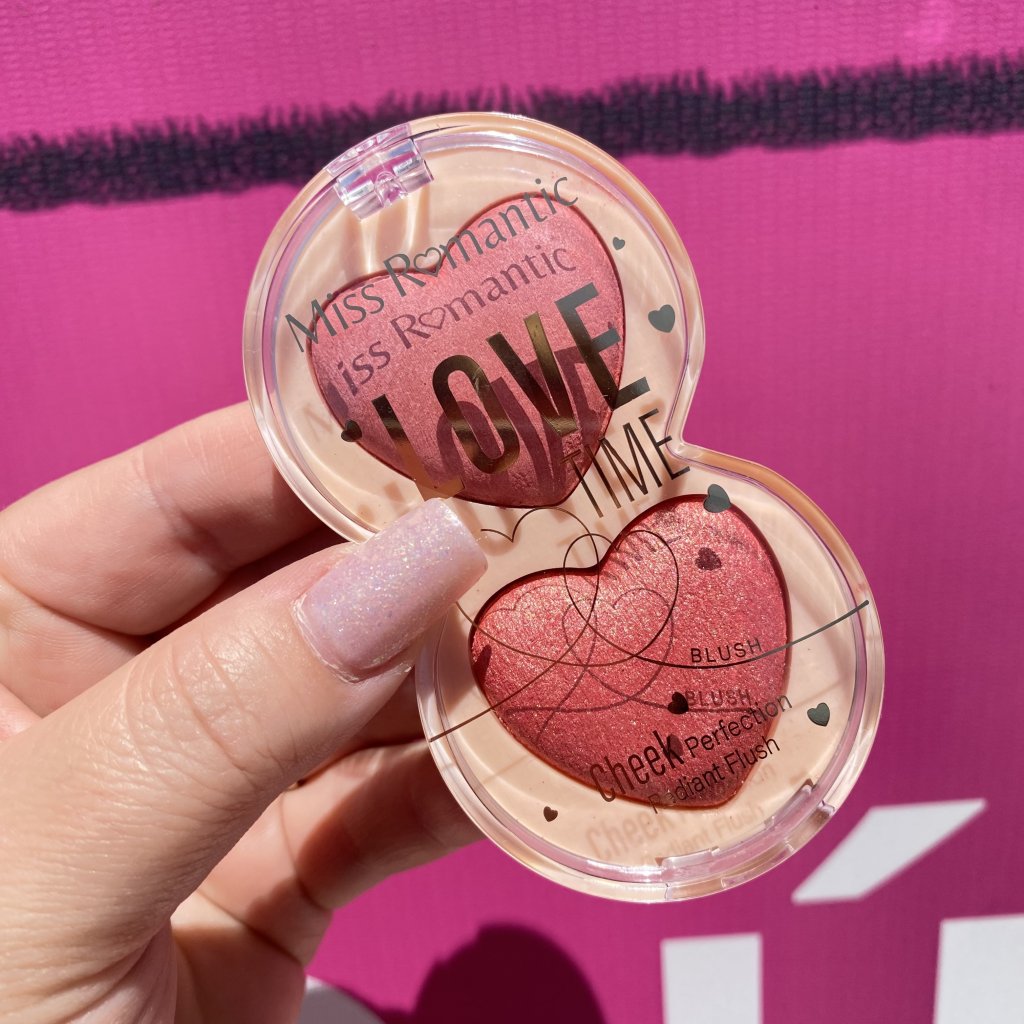 Miss Romantic
LOVE
TIME
BLUSH
Cheek Perfection
Radiant Flush